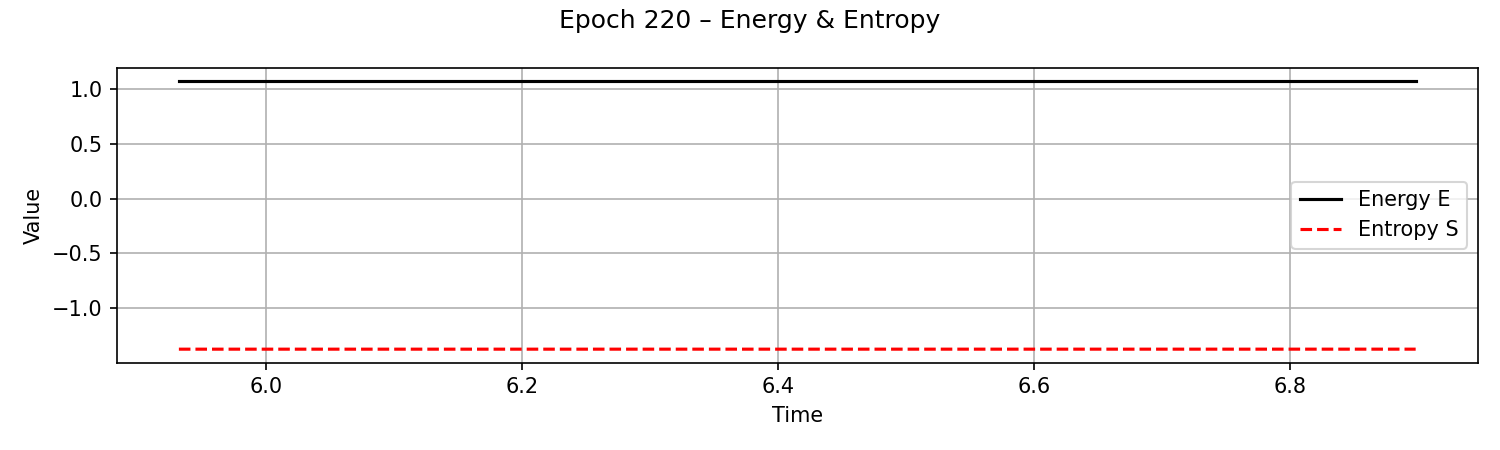 Epoch 220 – Energy & Entropy
Value
1.0
0.5
0.0
−0.5
−1.0
Energy E
Entropy S
6.0 6.2 6.4 6.6 6.8
Time